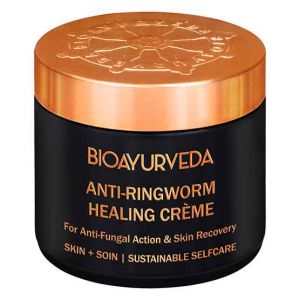 BIOAYURVEDA
ANTI-RINGWORM
HEALING CRÈME
For Anti-Fungal Action & Skin Recovery
SKIN + SOIN | SUSTAINABLE SELFCARE